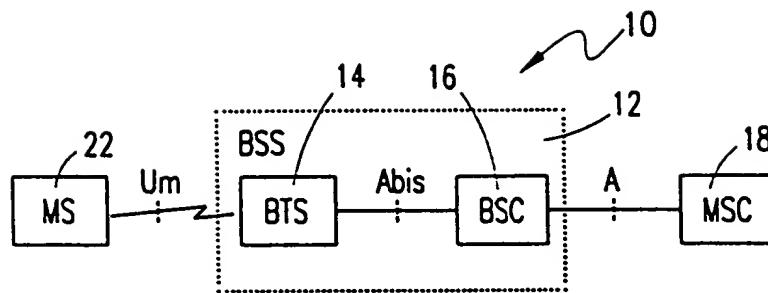 10
14 16 12
BSS
22 Um Abis A 18
MS BTS BSC MSC